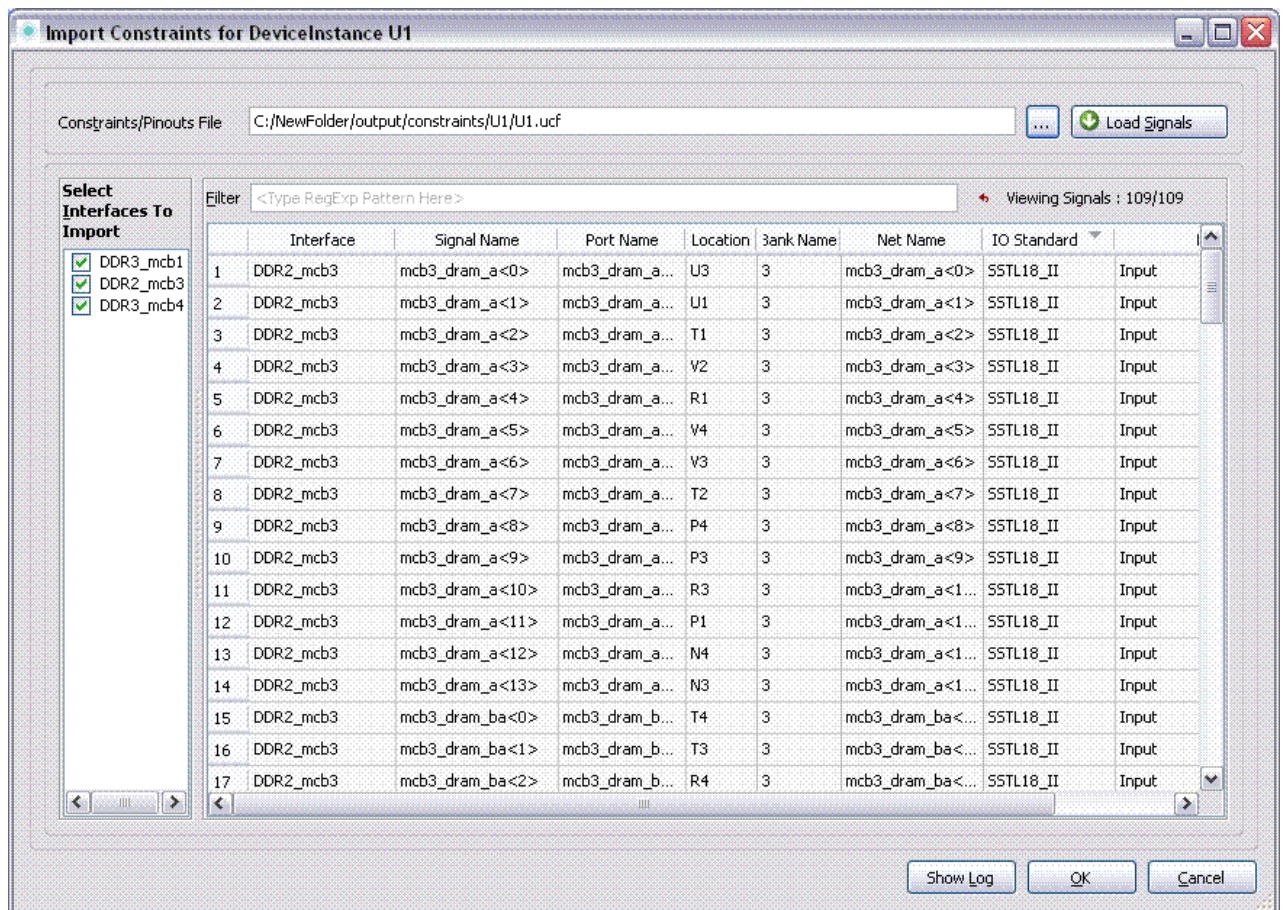 Import Constraints for DeviceInstance U1
Constraints/Pinouts File C:/NewFolder/output/constraints/U1/U1.ucf ... Load Signals
Select Interfaces To Import
DDR3_mcb1
DDR2_mcb3
DDR3_mcb4
Filter <Type RegExp Pattern Here> Viewing Signals : 109/109
Interface Signal Name Port Name Location Bank Name Net Name IO Standard
1 DDR2_mcb3 mcb3_dram_a<0> mcb3_dram_a... U3 3 mcb3_dram_a<0> SSTL18_II Input
2 DDR2_mcb3 mcb3_dram_a<1> mcb3_dram_a... U1 3 mcb3_dram_a<1> SSTL18_II Input
3 DDR2_mcb3 mcb3_dram_a<2> mcb3_dram_a... T1 3 mcb3_dram_a<2> SSTL18_II Input
4 DDR2_mcb3 mcb3_dram_a<3> mcb3_dram_a... V2 3 mcb3_dram_a<3> SSTL18_II Input
5 DDR2_mcb3 mcb3_dram_a<4> mcb3_dram_a... R1 3 mcb3_dram_a<4> SSTL18_II Input
6 DDR2_mcb3 mcb3_dram_a<5> mcb3_dram_a... V4 3 mcb3_dram_a<5> SSTL18_II Input
7 DDR2_mcb3 mcb3_dram_a<6> mcb3_dram_a... V3 3 mcb3_dram_a<6> SSTL18_II Input
8 DDR2_mcb3 mcb3_dram_a<7> mcb3_dram_a... T2 3 mcb3_dram_a<7> SSTL18_II Input
9 DDR2_mcb3 mcb3_dram_a<8> mcb3_dram_a... P4 3 mcb3_dram_a<8> SSTL18_II Input
10 DDR2_mcb3 mcb3_dram_a<9> mcb3_dram_a... P3 3 mcb3_dram_a<9> SSTL18_II Input
11 DDR2_mcb3 mcb3_dram_a<10> mcb3_dram_a... R3 3 mcb3_dram_a<1... SSTL18_II Input
12 DDR2_mcb3 mcb3_dram_a<11> mcb3_dram_a... P1 3 mcb3_dram_a<1... SSTL18_II Input
13 DDR2_mcb3 mcb3_dram_a<12> mcb3_dram_a... N4 3 mcb3_dram_a<1... SSTL18_II Input
14 DDR2_mcb3 mcb3_dram_a<13> mcb3_dram_a... N3 3 mcb3_dram_a<1... SSTL18_II Input
15 DDR2_mcb3 mcb3_dram_ba<0> mcb3_dram_b... T4 3 mcb3_dram_ba<... SSTL18_II Input
16 DDR2_mcb3 mcb3_dram_ba<1> mcb3_dram_b... T3 3 mcb3_dram_ba<... SSTL18_II Input
17 DDR2_mcb3 mcb3_dram_ba<2> mcb3_dram_b... R4 3 mcb3_dram_ba<... SSTL18_II Input
Show Log OK Cancel